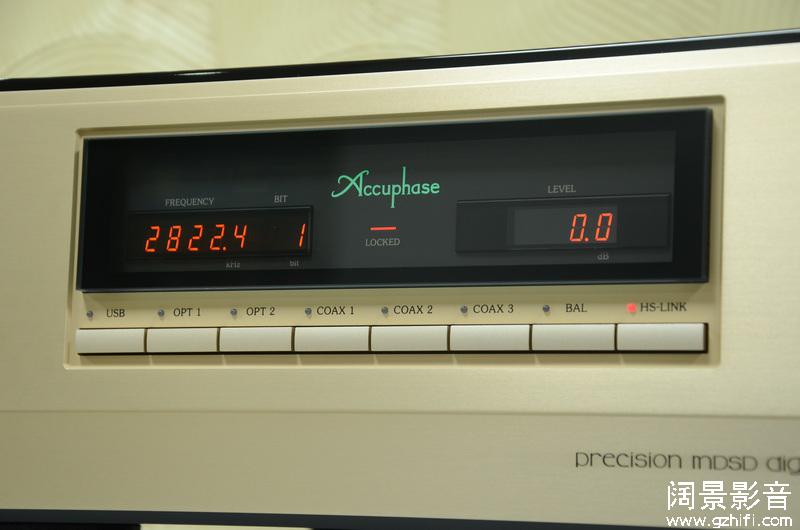 Accuphase
FREQUENCY BIT LEVEL
2822.4 1 0.0
LOCKED
kHz bit dB
USB OPT 1 OPT 2 COAX 1 COAX 2 COAX 3 BAL HS-LINK
precision MDSD dig
阔景影音
www.gzhifi.com